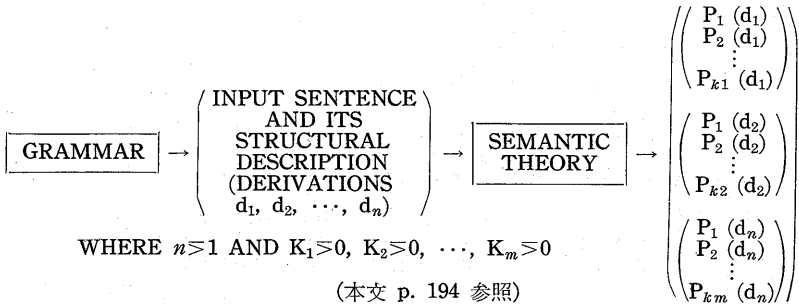 GRAMMAR
→
INPUT SENTENCE
AND ITS
STRUCTURAL
DESCRIPTION
(DERIVATIONS
d₁, d₂, ⋯, dₙ)
→
SEMANTIC
THEORY
→
P₁ (d₁)
P₂ (d₁)
⋮
Pₖ₁ (d₁)
P₁ (d₂)
P₂ (d₂)
⋮
Pₖ₂ (d₂)
P₁ (dₙ)
P₂ (dₙ)
⋮
Pₖₘ (dₙ)
WHERE n⩾1 AND K₁⩾0, K₂⩾0, ⋯, Kₘ⩾0
(本文 p. 194 参照)